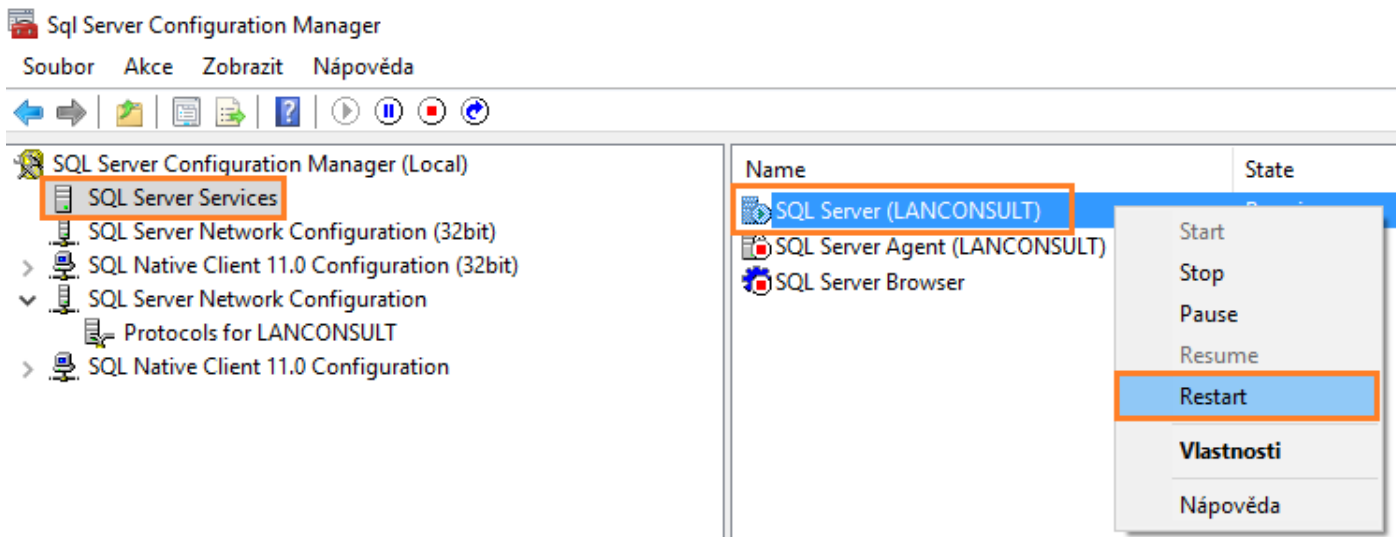 Sql Server Configuration Manager
Soubor Akce Zobrazit Nápověda
SQL Server Configuration Manager (Local)
SQL Server Services
SQL Server Network Configuration (32bit)
SQL Native Client 11.0 Configuration (32bit)
SQL Server Network Configuration
Protocols for LANCONSULT
SQL Native Client 11.0 Configuration
Name State
SQL Server (LANCONSULT)
SQL Server Agent (LANCONSULT)
SQL Server Browser
Start
Stop
Pause
Resume
Restart
Vlastnosti
Nápověda